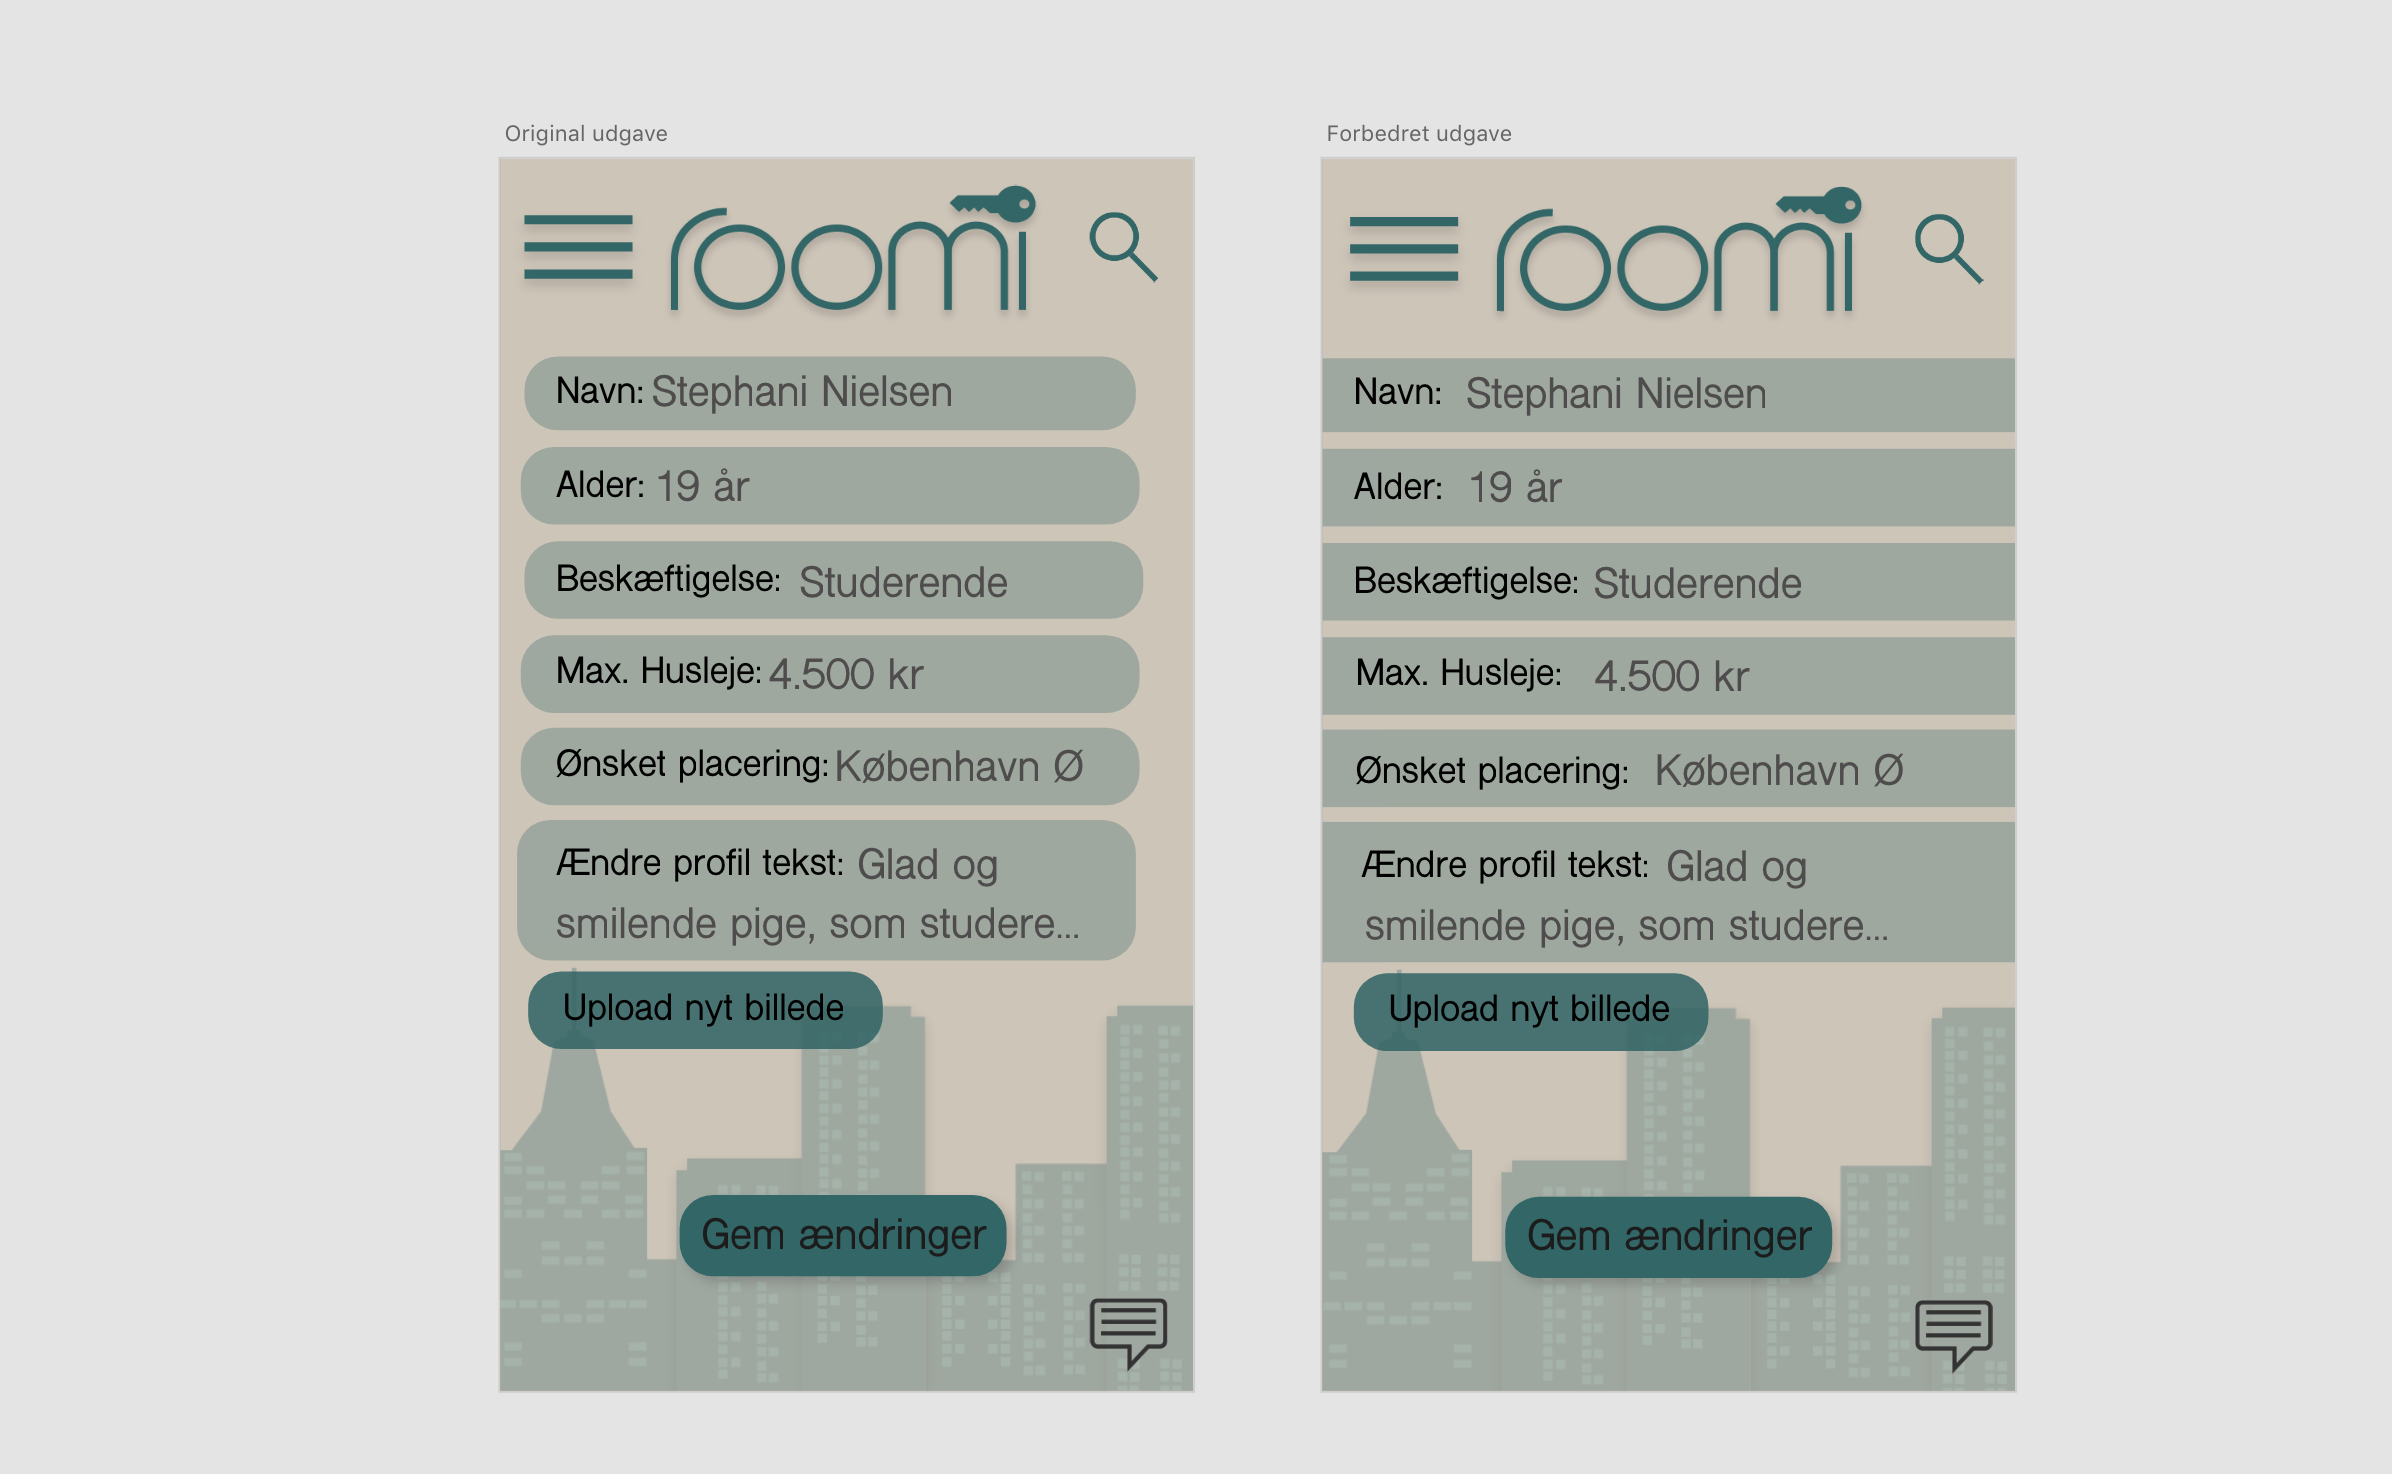 Original udgave
roomi
Navn: Stephani Nielsen
Alder: 19 år
Beskæftigelse: Studerende
Max. Husleje: 4.500 kr
Ønsket placering: København Ø
Ændre profil tekst: Glad og
smilende pige, som studere...
Upload nyt billede
Gem ændringer
Forbedret udgave
roomi
Navn: Stephani Nielsen
Alder: 19 år
Beskæftigelse: Studerende
Max. Husleje: 4.500 kr
Ønsket placering: København Ø
Ændre profil tekst: Glad og
smilende pige, som studere...
Upload nyt billede
Gem ændringer